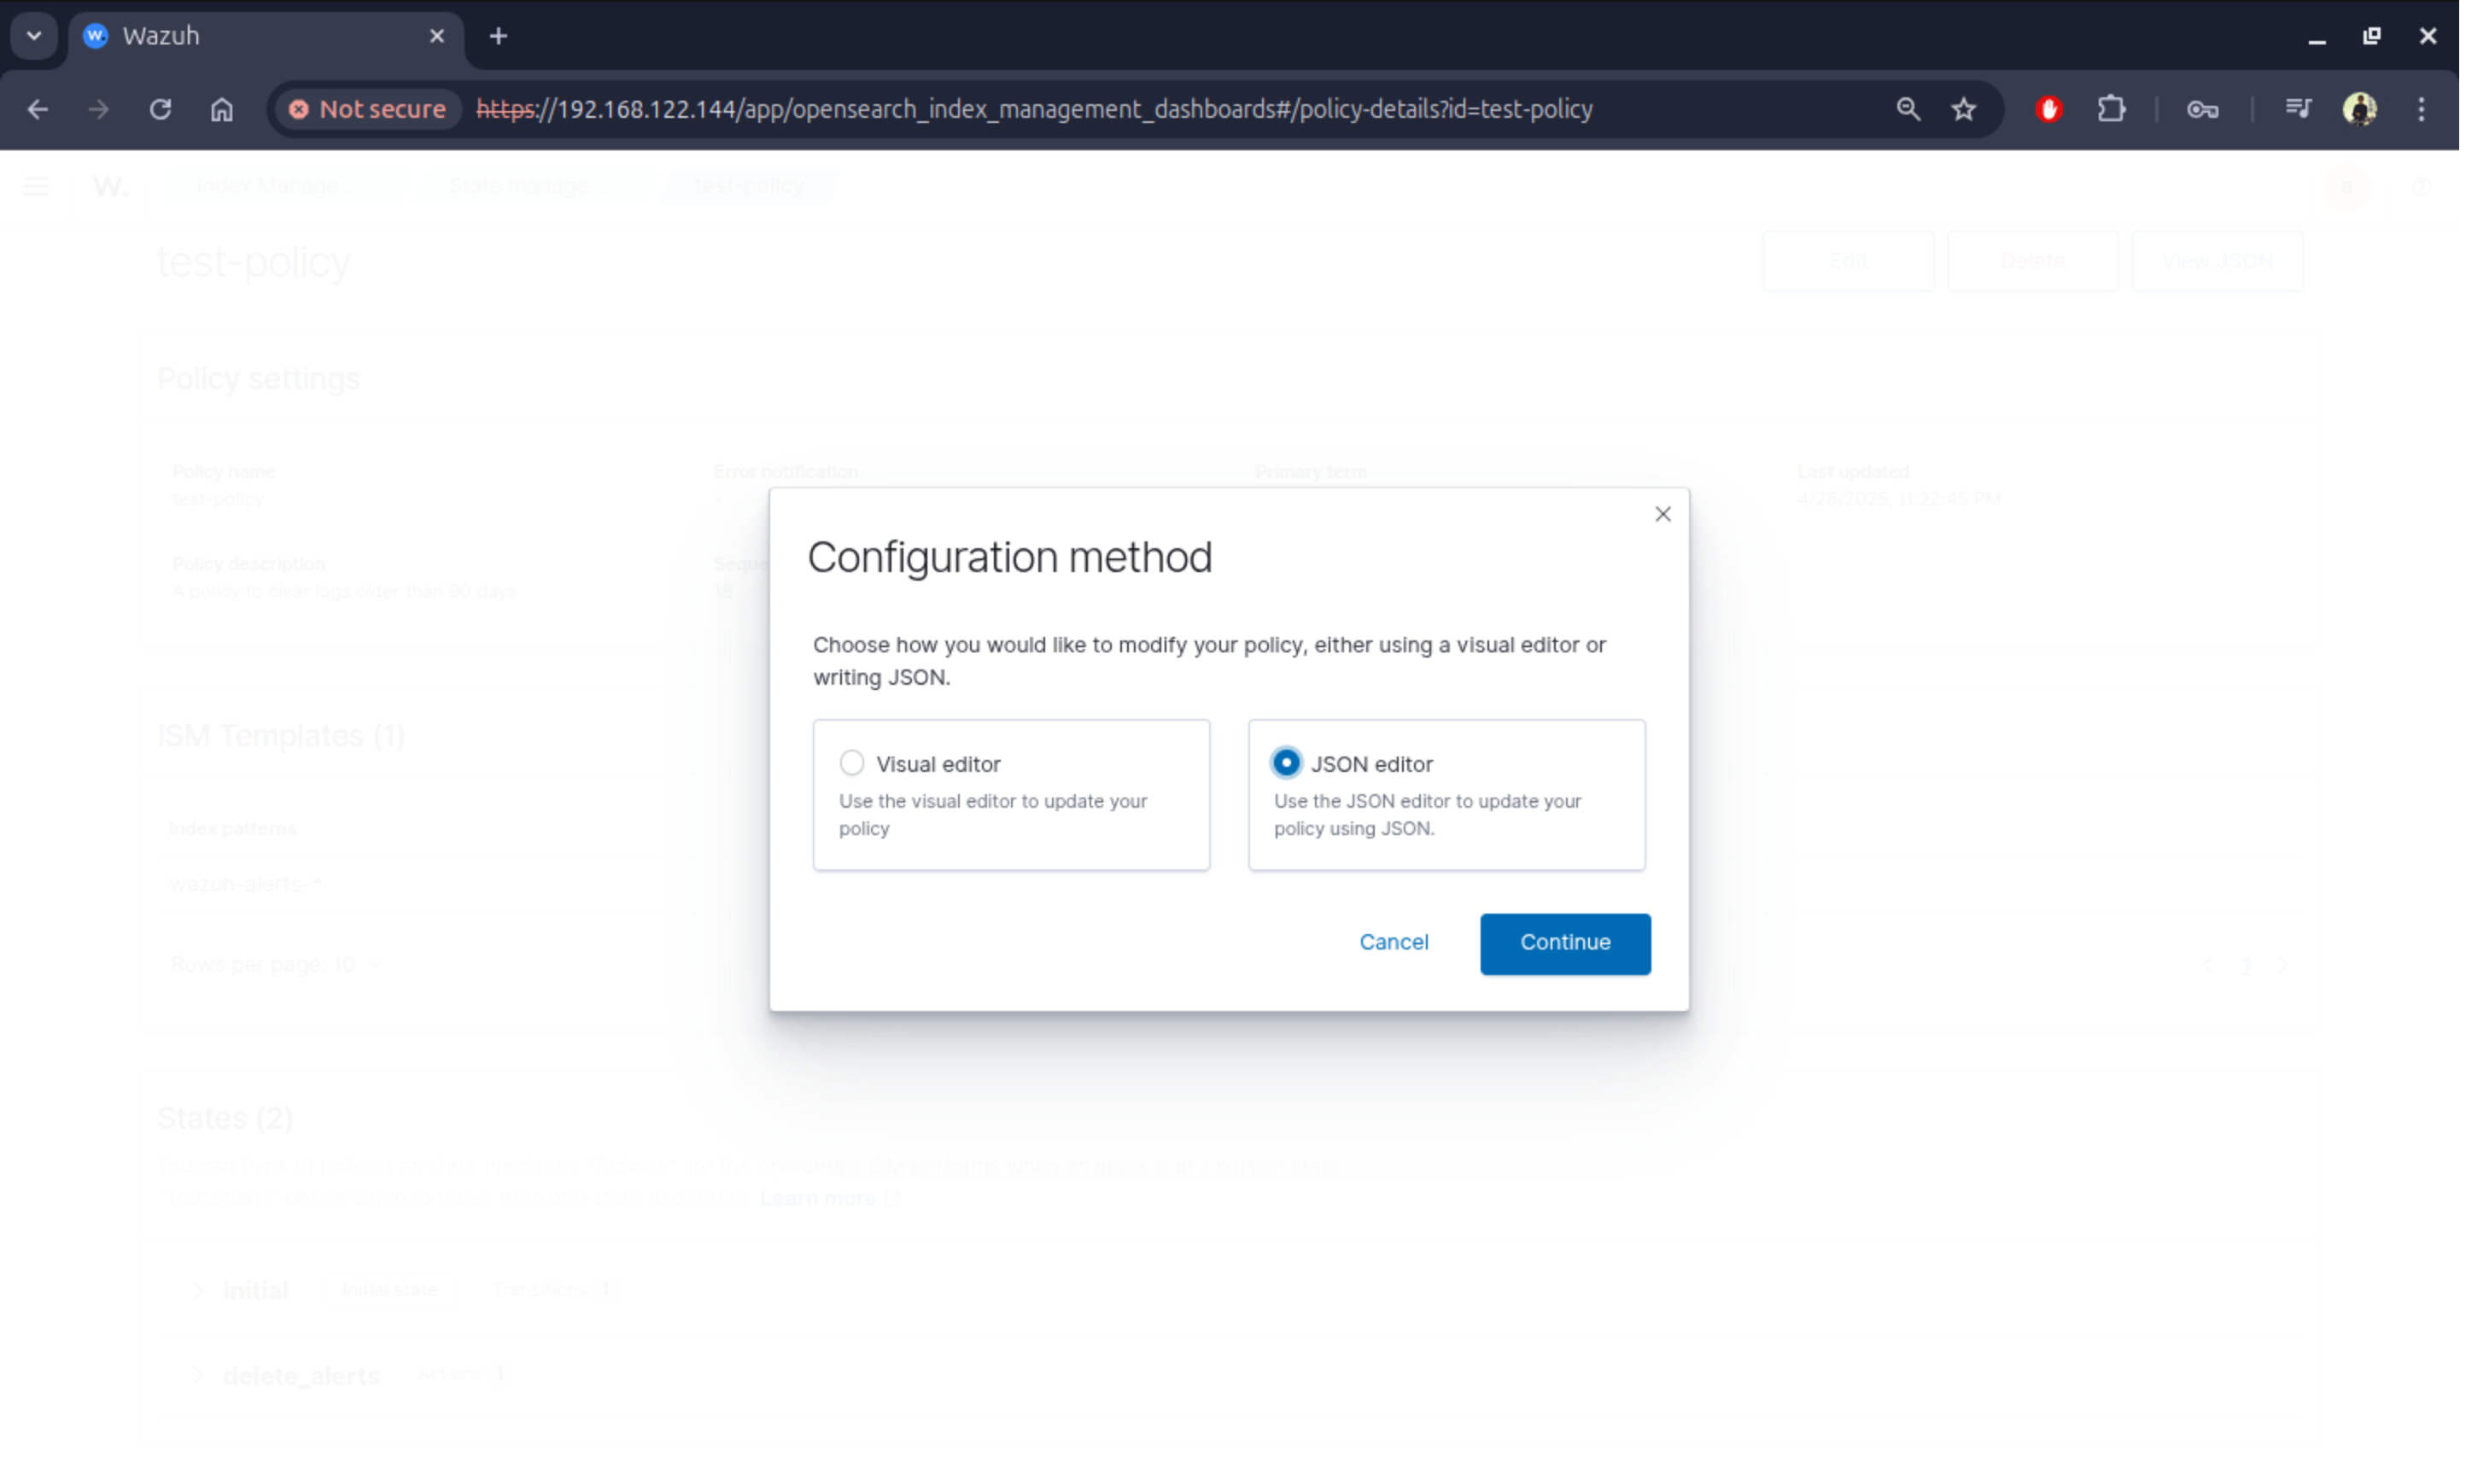 Wazuh
Not secure https://192.168.122.144/app/opensearch_index_management_dashboards#/policy-details?id=test-policy
W. Index Manage... State manage... test-policy a
test-policy Edit Delete View JSON
Policy settings
Policy name Error notification Primary term Last updated
test-policy - 4/28/2025, 11:22:45 PM
Configuration method
Policy description Seque
A policy to clear logs older than 90 days 18
Choose how you would like to modify your policy, either using a visual editor or
writing JSON.
ISM Templates (1)
Visual editor JSON editor
Use the visual editor to update your Use the JSON editor to update your
policy policy using JSON.
Index patterns
wazuh-alerts-*
Cancel Continue
Rows per page: 10 1
States (2)
You can think of policies as state machines. "Actions" are the operations ISM performs when an index is in a certain state.
"Transitions" define when to move from one state to another. Learn more
initial Initial state Transitions 1
delete_alerts Actions 1